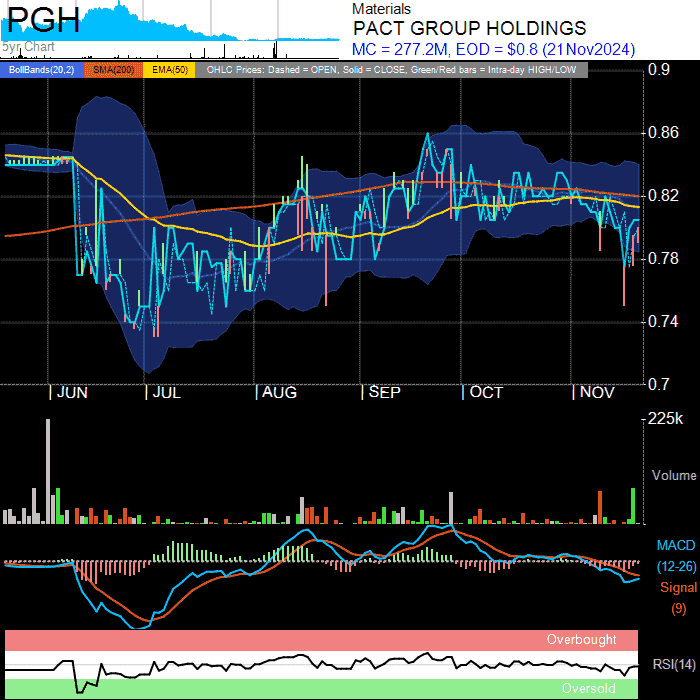 PGH
5yr Chart
Materials
PACT GROUP HOLDINGS
MC = 277.2M, EOD = $0.8 (21Nov2024)
BollBands(20,2) SMA(200) EMA(50) OHLC Prices: Dashed = OPEN, Solid = CLOSE, Green/Red bars = Intra-day HIGH/LOW
0.9
0.86
0.82
0.78
0.74
0.7
JUN JUL AUG SEP OCT NOV
225k
Volume
MACD
(12-26)
Signal
(9)
Overbought
RSI(14)
Oversold